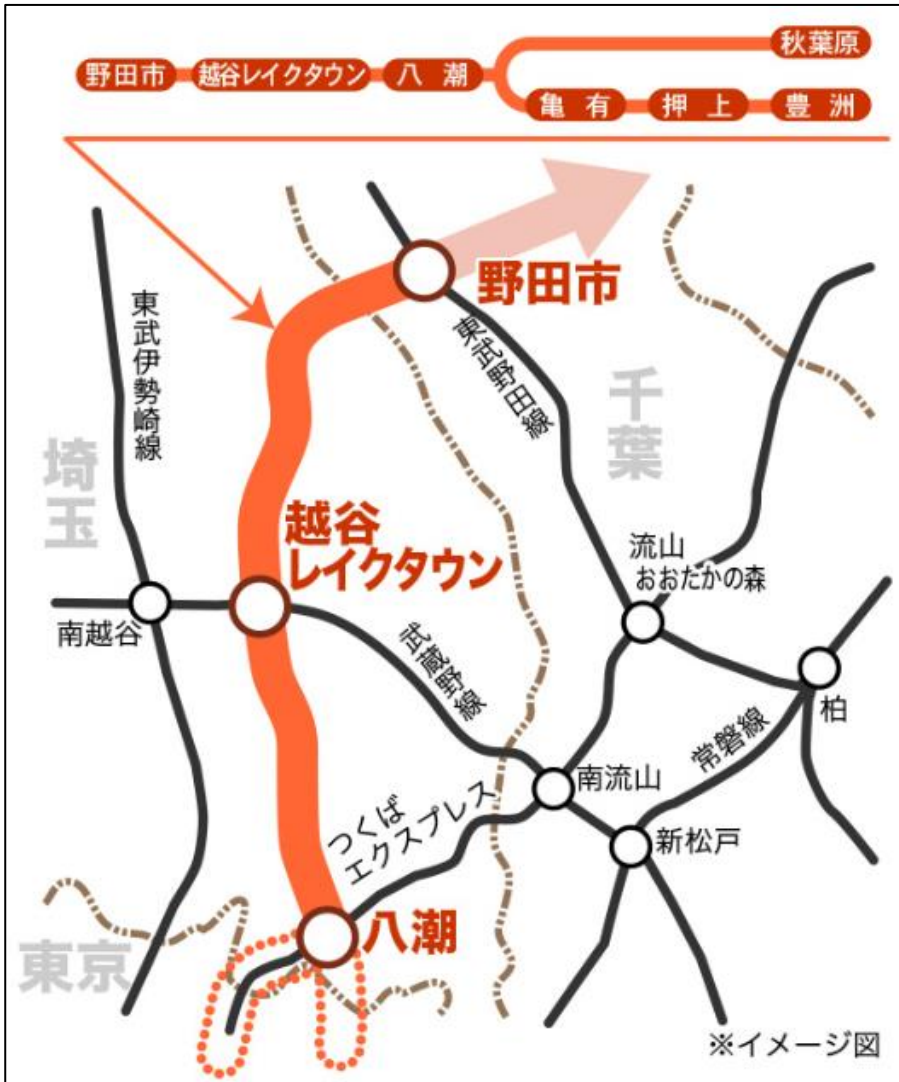 秋葉原
野田市 越谷レイクタウン 八潮
亀有 押上 豊洲
野田市
東武伊勢崎線
東武野田線
千葉
埼玉
越谷
レイクタウン
流山
おおたかの森
南越谷
武蔵野線
柏
常磐線
南流山
つくば
エクスプレス
新松戸
八潮
東京
※イメージ図